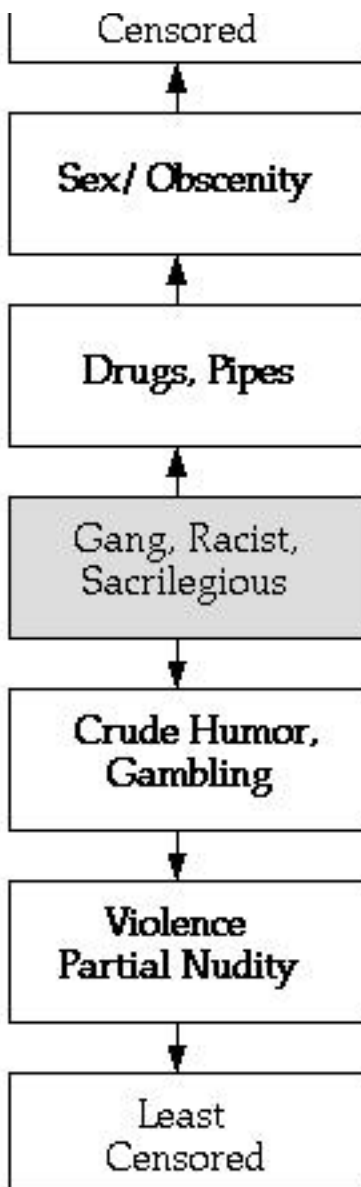 Censored
Sex/ Obscenity
Drugs, Pipes
Gang, Racist,
Sacrilegious
Crude Humor,
Gambling
Violence
Partial Nudity
Least
Censored